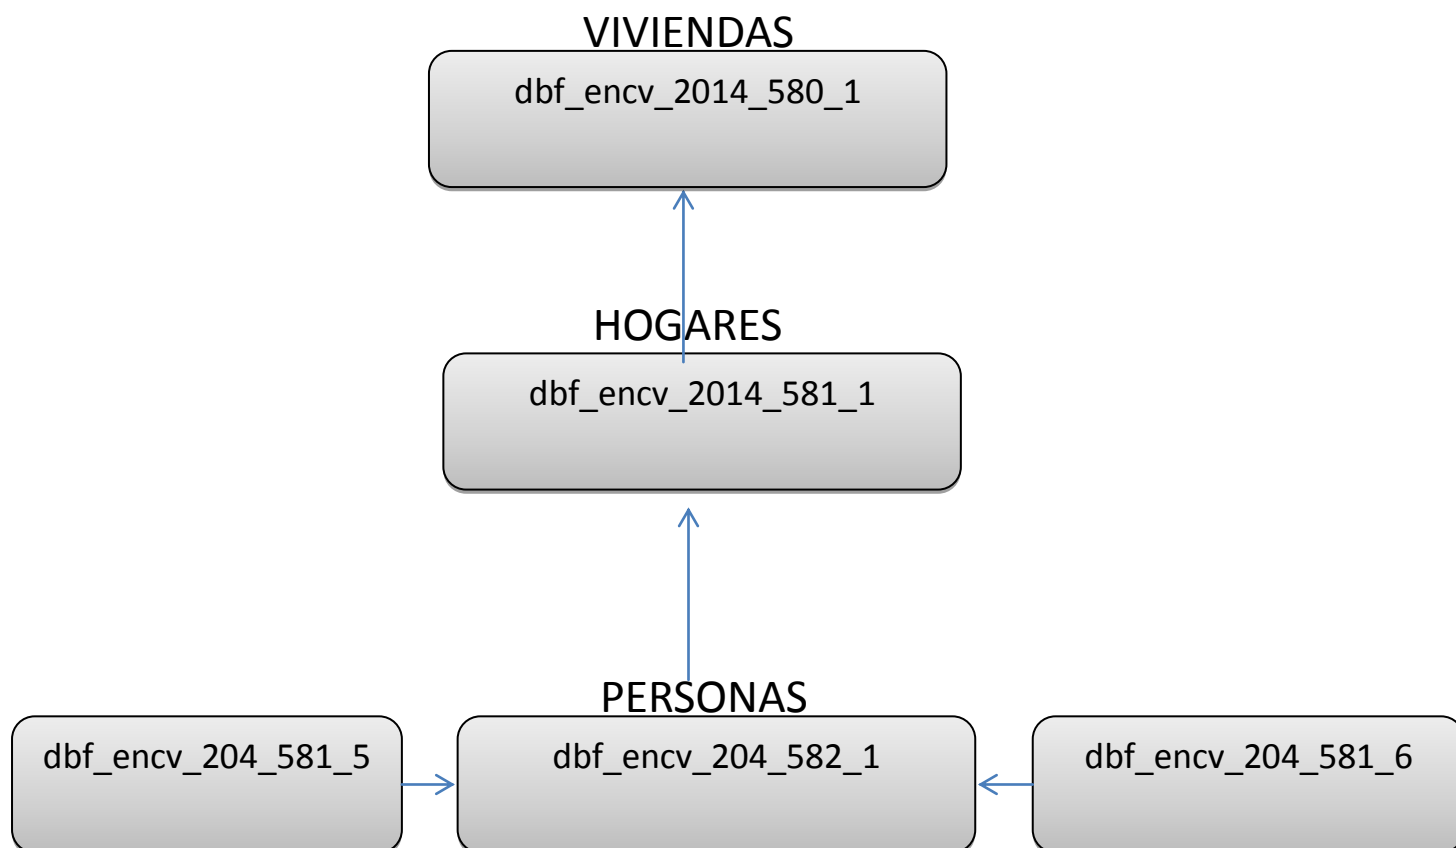 VIVIENDAS
dbf_encv_2014_580_1
HOGARES
dbf_encv_2014_581_1
PERSONAS
dbf_encv_204_581_5
dbf_encv_204_582_1
dbf_encv_204_581_6